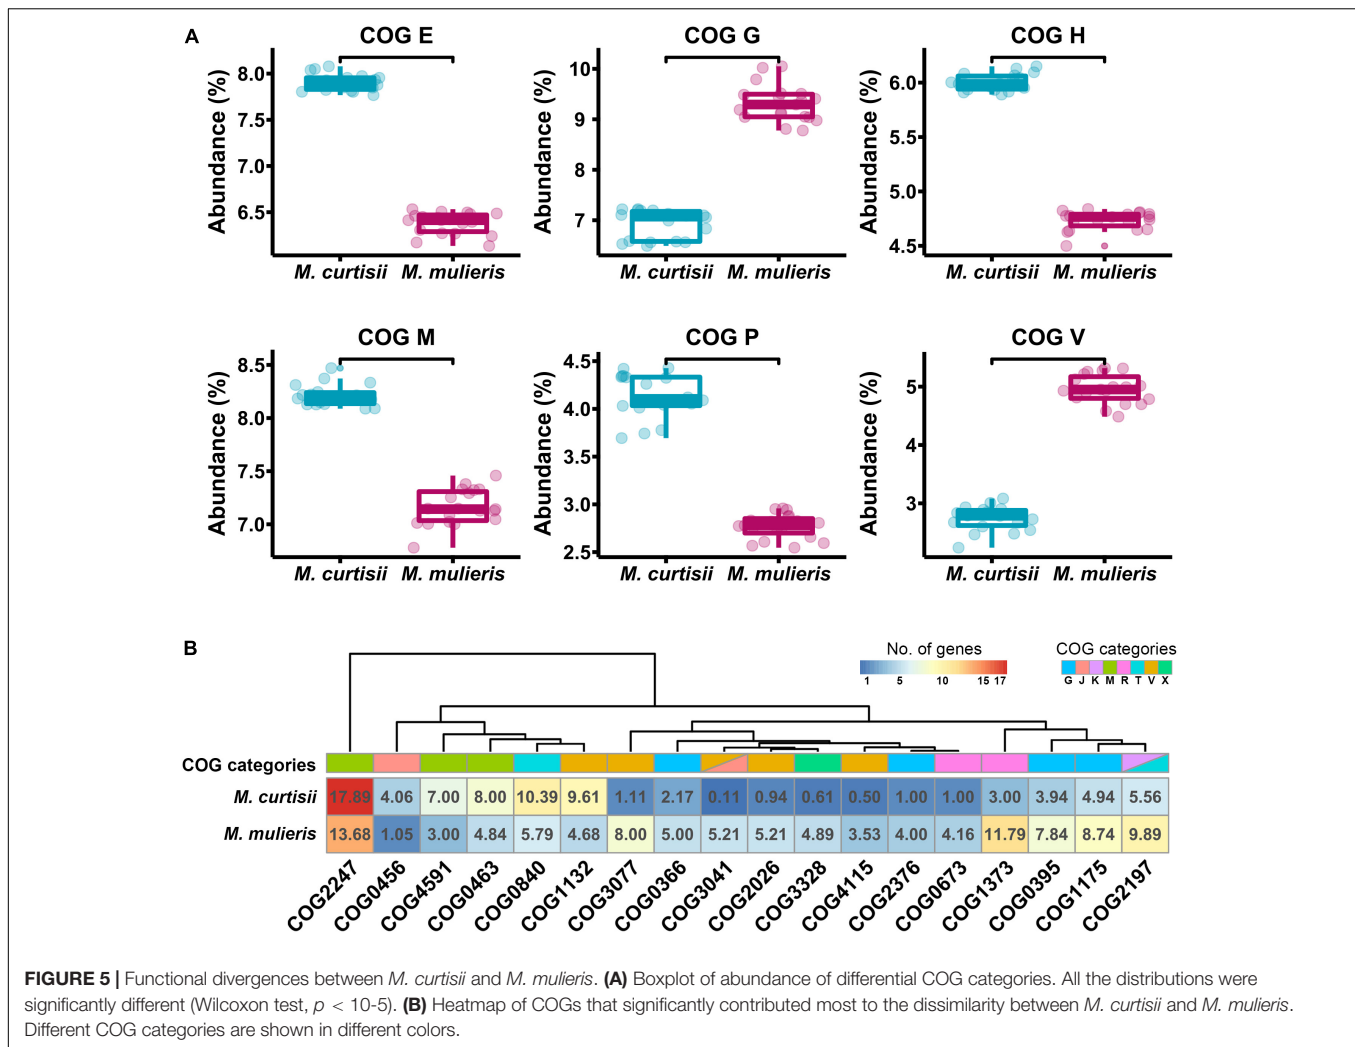 A
COG E
COG G
COG H
Abundance (%)
8.0
7.5
7.0
6.5
M. curtisii M. mulieris
Abundance (%)
10
9
8
7
M. curtisii M. mulieris
Abundance (%)
6.0
5.5
5.0
4.5
M. curtisii M. mulieris
COG M
COG P
COG V
Abundance (%)
8.5
8.0
7.5
7.0
M. curtisii M. mulieris
Abundance (%)
4.5
4.0
3.5
3.0
2.5
M. curtisii M. mulieris
Abundance (%)
5
4
3
M. curtisii M. mulieris
B
No. of genes
1 5 10 15 17
COG categories
G J K M R T V X
COG categories
M. curtisii 17.89 4.06 7.00 8.00 10.39 9.61 1.11 2.17 0.11 0.94 0.61 0.50 1.00 1.00 3.00 3.94 4.94 5.56
M. mulieris 13.68 1.05 3.00 4.84 5.79 4.68 8.00 5.00 5.21 5.21 4.89 3.53 4.00 4.16 11.79 7.84 8.74 9.89
COG2247 COG0456 COG4591 COG0463 COG0840 COG1132 COG3077 COG0366 COG3041 COG2026 COG3328 COG4115 COG2376 COG0673 COG1373 COG0395 COG1175 COG2197
FIGURE 5 | Functional divergences between M. curtisii and M. mulieris. (A) Boxplot of abundance of differential COG categories. All the distributions were
significantly different (Wilcoxon test, p < 10-5). (B) Heatmap of COGs that significantly contributed most to the dissimilarity between M. curtisii and M. mulieris.
Different COG categories are shown in different colors.